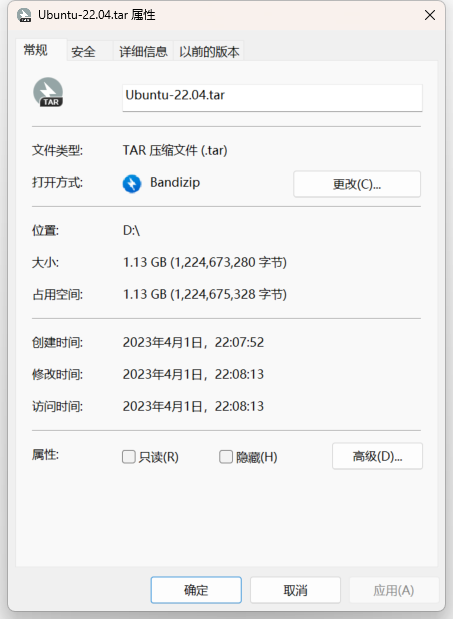 Ubuntu-22.04.tar 属性
常规 安全 详细信息 以前的版本
TAR
Ubuntu-22.04.tar
文件类型: TAR 压缩文件 (.tar)
打开方式: Bandizip 更改(C)...
位置: D:\
大小: 1.13 GB (1,224,673,280 字节)
占用空间: 1.13 GB (1,224,675,328 字节)
创建时间: 2023年4月1日，22:07:52
修改时间: 2023年4月1日，22:08:13
访问时间: 2023年4月1日，22:08:13
属性: 只读(R) 隐藏(H) 高级(D)...
确定 取消 应用(A)